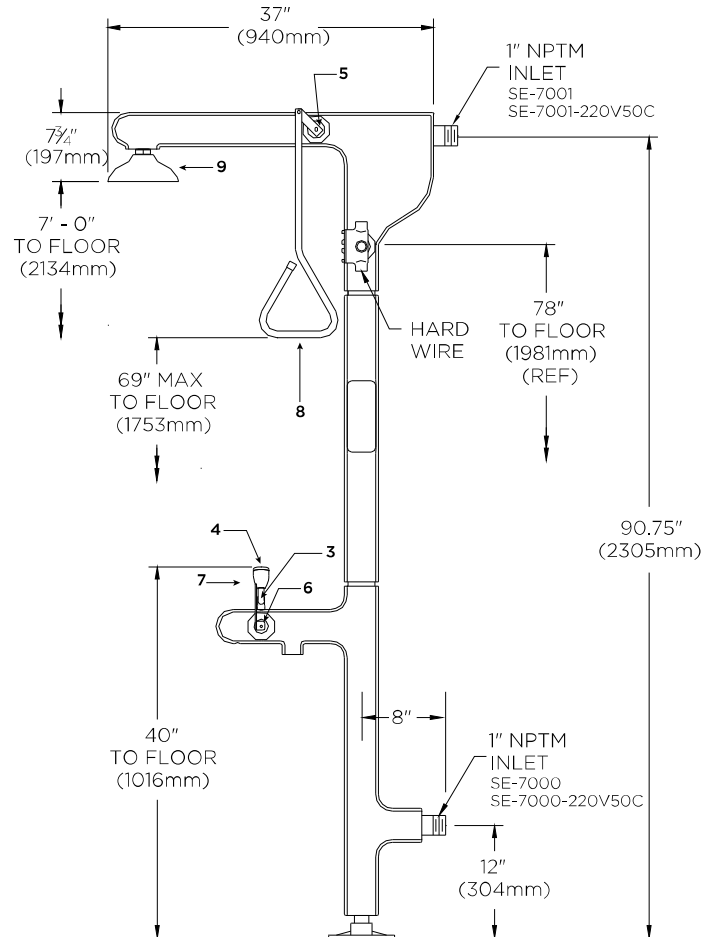 37"
(940mm)
5
1" NPTM
INLET
SE-7001
SE-7001-220V50C
7¾"
(197mm)
9
7' - 0"
TO FLOOR
(2134mm)
HARD
WIRE
78"
TO FLOOR
(1981mm)
(REF)
69" MAX
TO FLOOR
(1753mm)
8
90.75"
(2305mm)
4
3
7
6
8"
40"
TO FLOOR
(1016mm)
1" NPTM
INLET
SE-7000
SE-7000-220V50C
12"
(304mm)